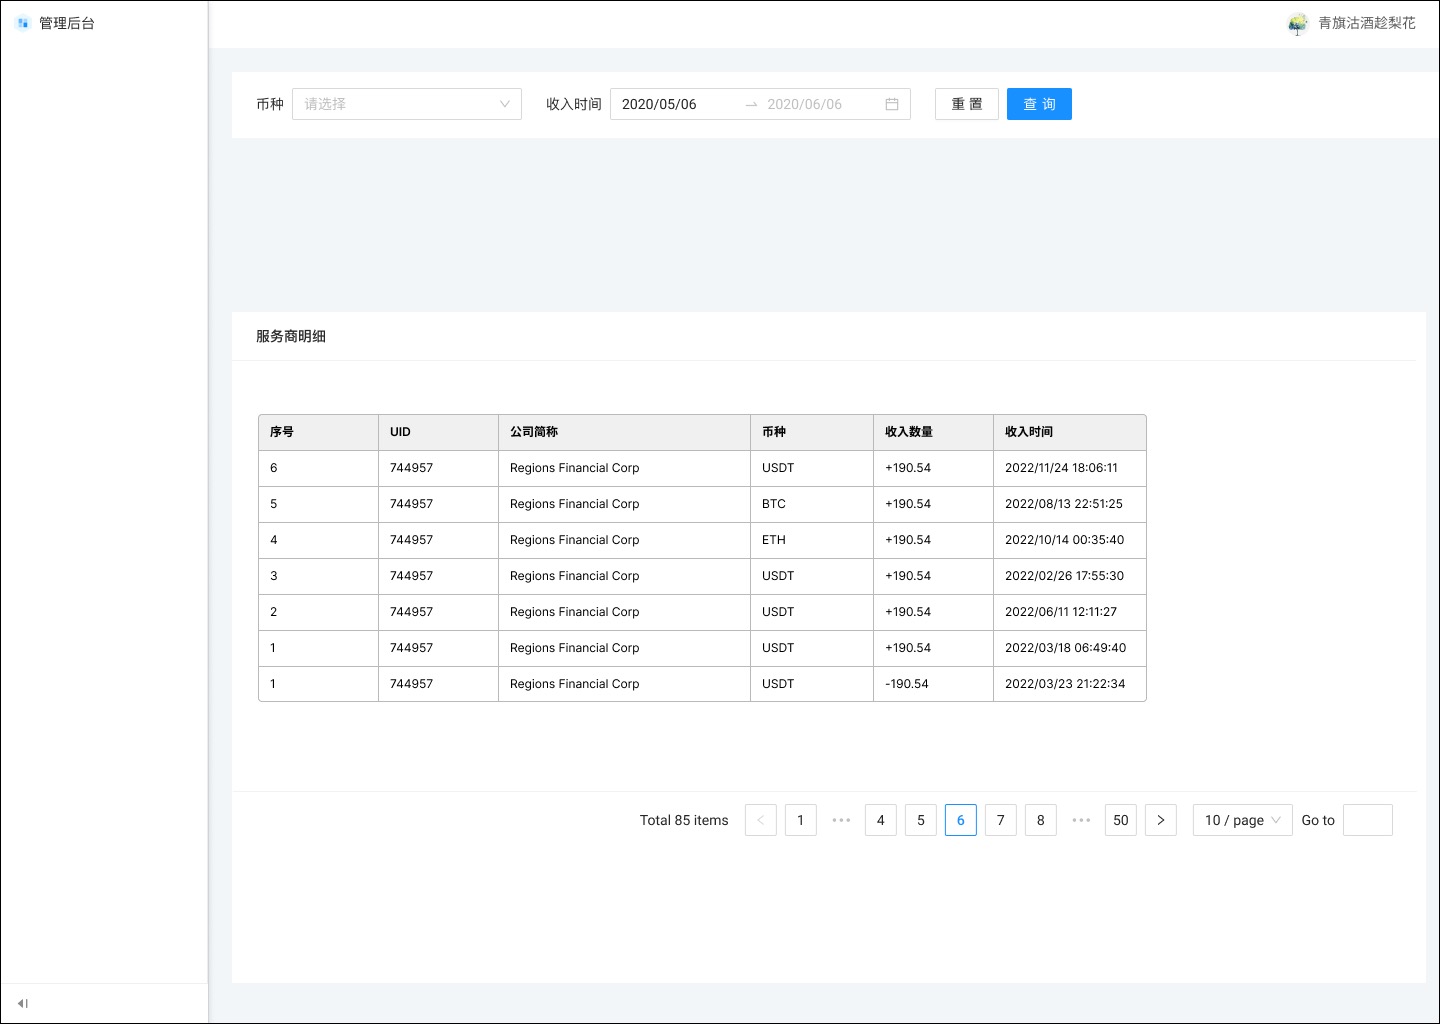 管理后台
青旗沽酒趁梨花
币种 请选择 收入时间 2020/05/06 → 2020/06/06 重 置 查 询
服务商明细
序号 UID 公司简称 币种 收入数量 收入时间
6 744957 Regions Financial Corp USDT +190.54 2022/11/24 18:06:11
5 744957 Regions Financial Corp BTC +190.54 2022/08/13 22:51:25
4 744957 Regions Financial Corp ETH +190.54 2022/10/14 00:35:40
3 744957 Regions Financial Corp USDT +190.54 2022/02/26 17:55:30
2 744957 Regions Financial Corp USDT +190.54 2022/06/11 12:11:27
1 744957 Regions Financial Corp USDT +190.54 2022/03/18 06:49:40
1 744957 Regions Financial Corp USDT -190.54 2022/03/23 21:22:34
Total 85 items < 1 ••• 4 5 6 7 8 ••• 50 > 10 / page Go to